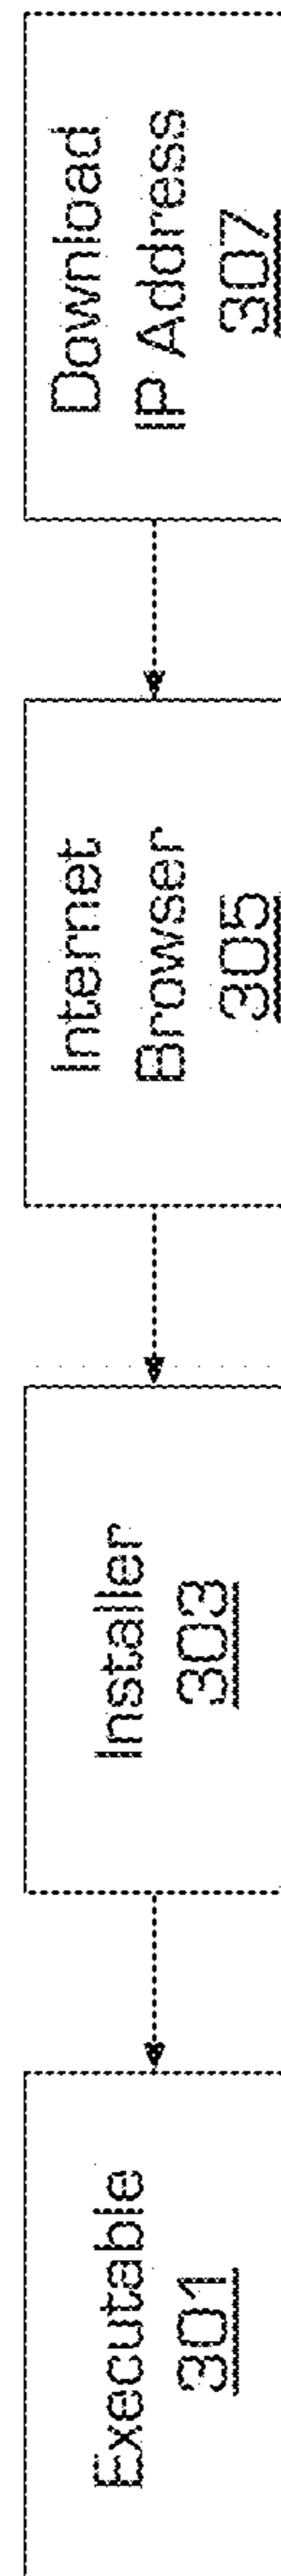 Executable
301
Installer
303
Internet
Browser
305
Download
IP Address
307